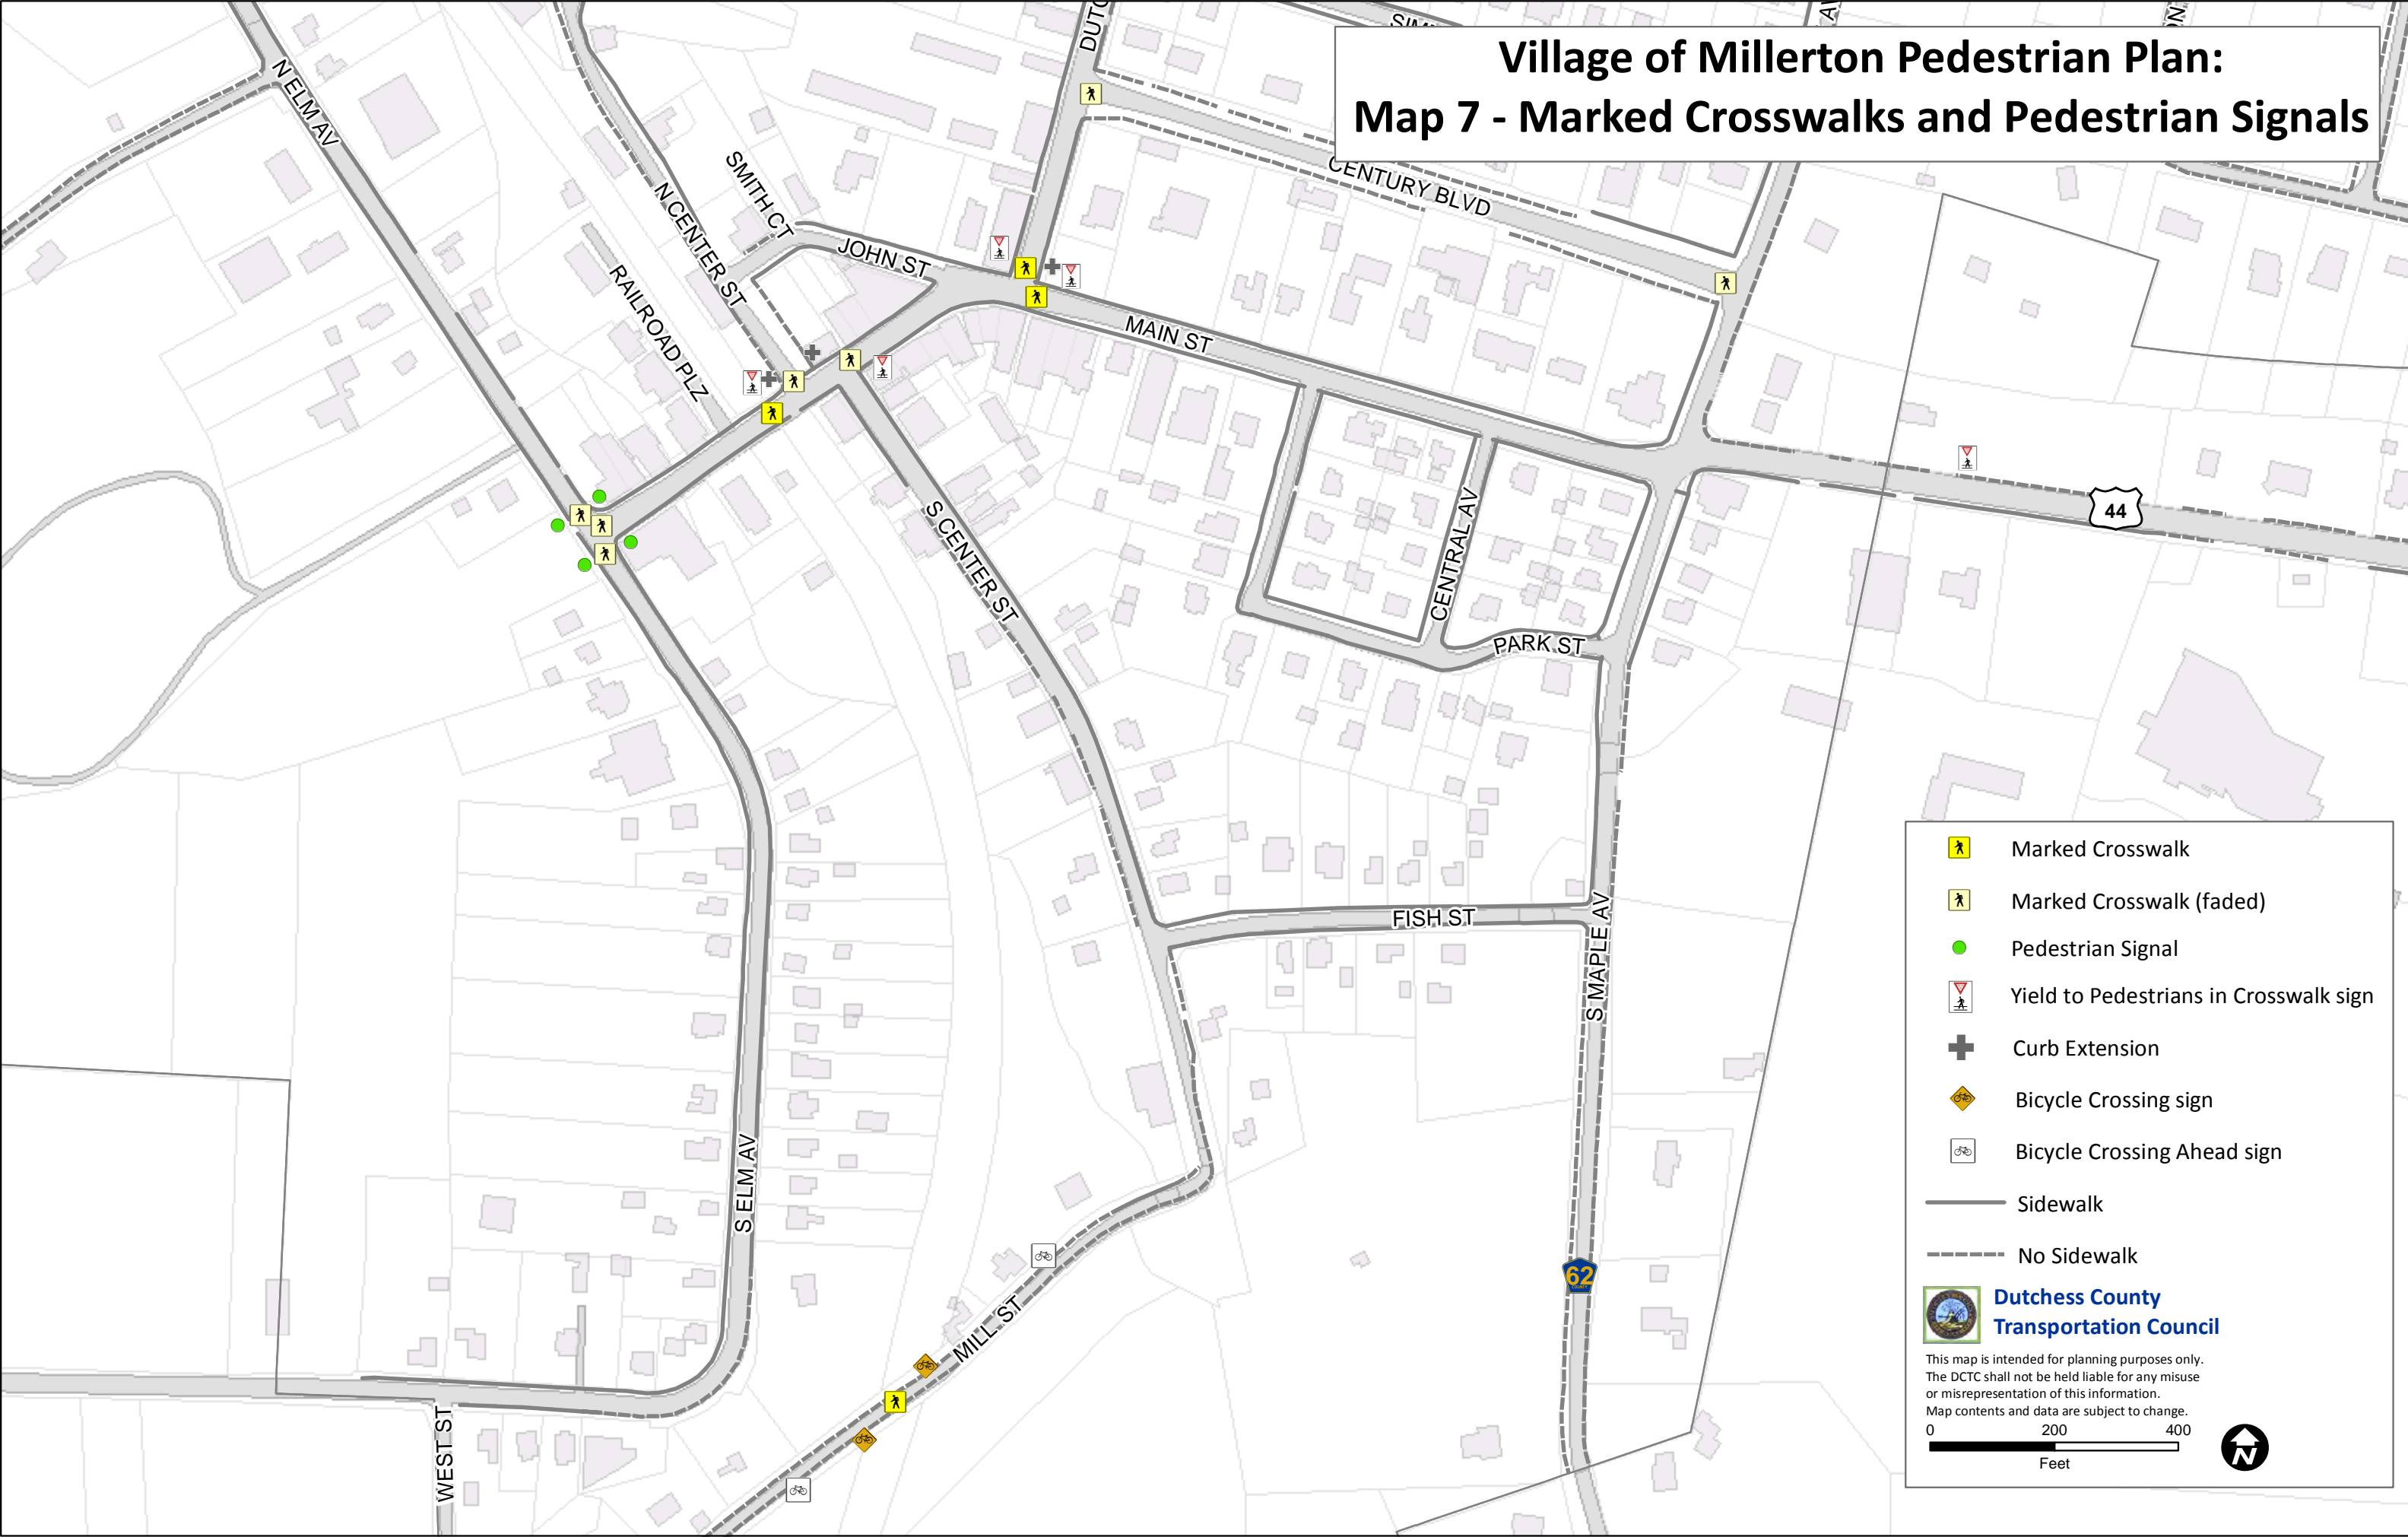 Village of Millerton Pedestrian Plan:
Map 7 - Marked Crosswalks and Pedestrian Signals
N ELM AV
N CENTER ST
SMITH CT
JOHN ST
RAILROAD PLZ
CENTURY BLVD
MAIN ST
S CENTER ST
CENTRAL AV
PARK ST
44
FISH ST
S MAPLE AV
S ELM AV
62
MILL ST
WEST ST
Marked Crosswalk
Marked Crosswalk (faded)
Pedestrian Signal
Yield to Pedestrians in Crosswalk sign
Curb Extension
Bicycle Crossing sign
Bicycle Crossing Ahead sign
Sidewalk
No Sidewalk
Dutchess County
Transportation Council
This map is intended for planning purposes only.
The DCTC shall not be held liable for any misuse
or misrepresentation of this information.
Map contents and data are subject to change.
0 200 400
Feet
N